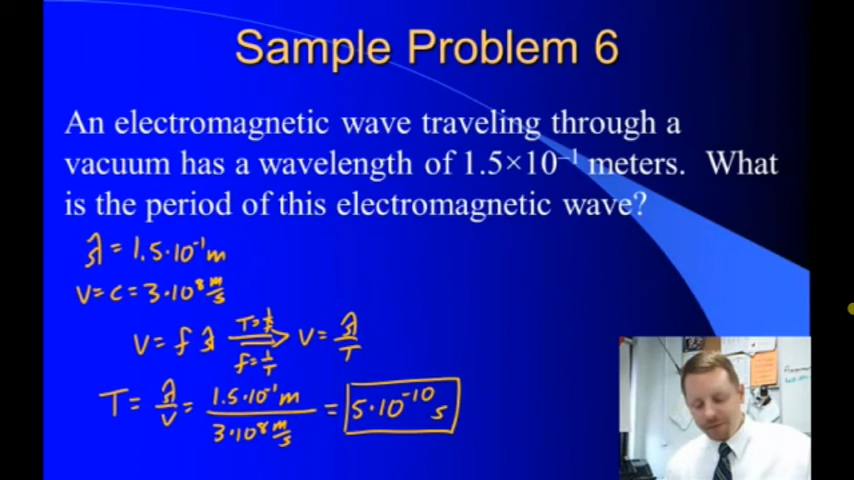 Sample Problem 6
An electromagnetic wave traveling through a
vacuum has a wavelength of 1.5×10⁻¹ meters. What
is the period of this electromagnetic wave?
λ = 1.5·10⁻¹ m
v = c = 3·10⁸ m/s
v = f λ T=1/f f=1/T ⇒ v = λ/T
T = λ/v = 1.5·10⁻¹ m / 3·10⁸ m/s = 5·10⁻¹⁰ s